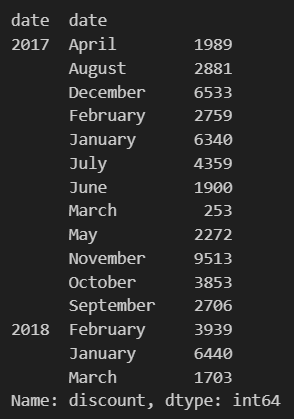 date  date
2017  April        1989
      August       2881
      December     6533
      February     2759
      January      6340
      July         4359
      June         1900
      March         253
      May          2272
      November     9513
      October      3853
      September    2706
2018  February     3939
      January      6440
      March        1703
Name: discount, dtype: int64